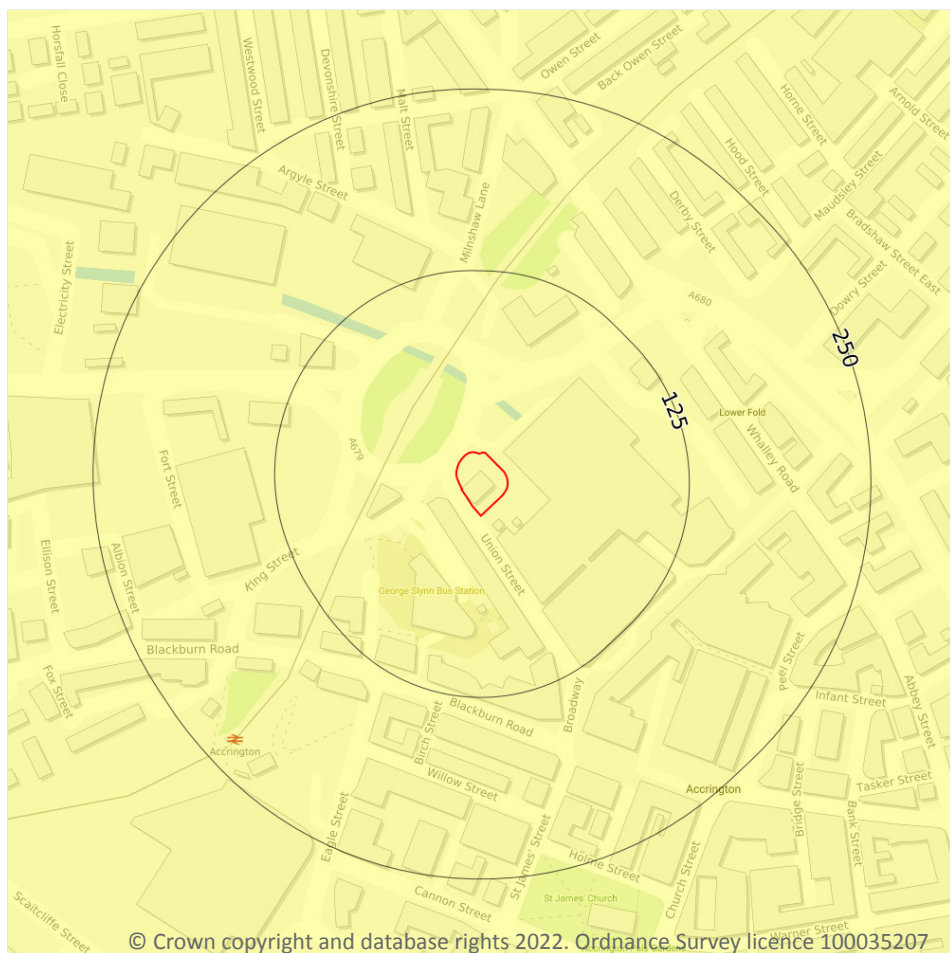 Horsfall Close
Westwood Street
Devonshire Street
Malt Street
Owen Street
Back Owen Street
Horne Street
Arnold Street
Hood Street
Maudsley Street
Argyle Street
Milnshaw Lane
Derby Street
Bradshaw Street East
Dowry Street
Electricity Street
A680
250
125
Lower Fold
Whalley Road
A679
Fort Street
Union Street
King Street
George Slynn Bus Station
Ellison Street
Albion Street
Blackburn Road
Fox Street
Peel Street
Infant Street
Abbey Street
Broadway
Blackburn Road
Birch Street
Accrington
Willow Street
Accrington
Tasker Street
Bridge Street
Bank Street
Eagle Street
St James' Street
Holme Street
Church Street
Cannon Street
St James' Church
Scaitcliffe Street
Warner Street
© Crown copyright and database rights 2022. Ordnance Survey licence 100035207